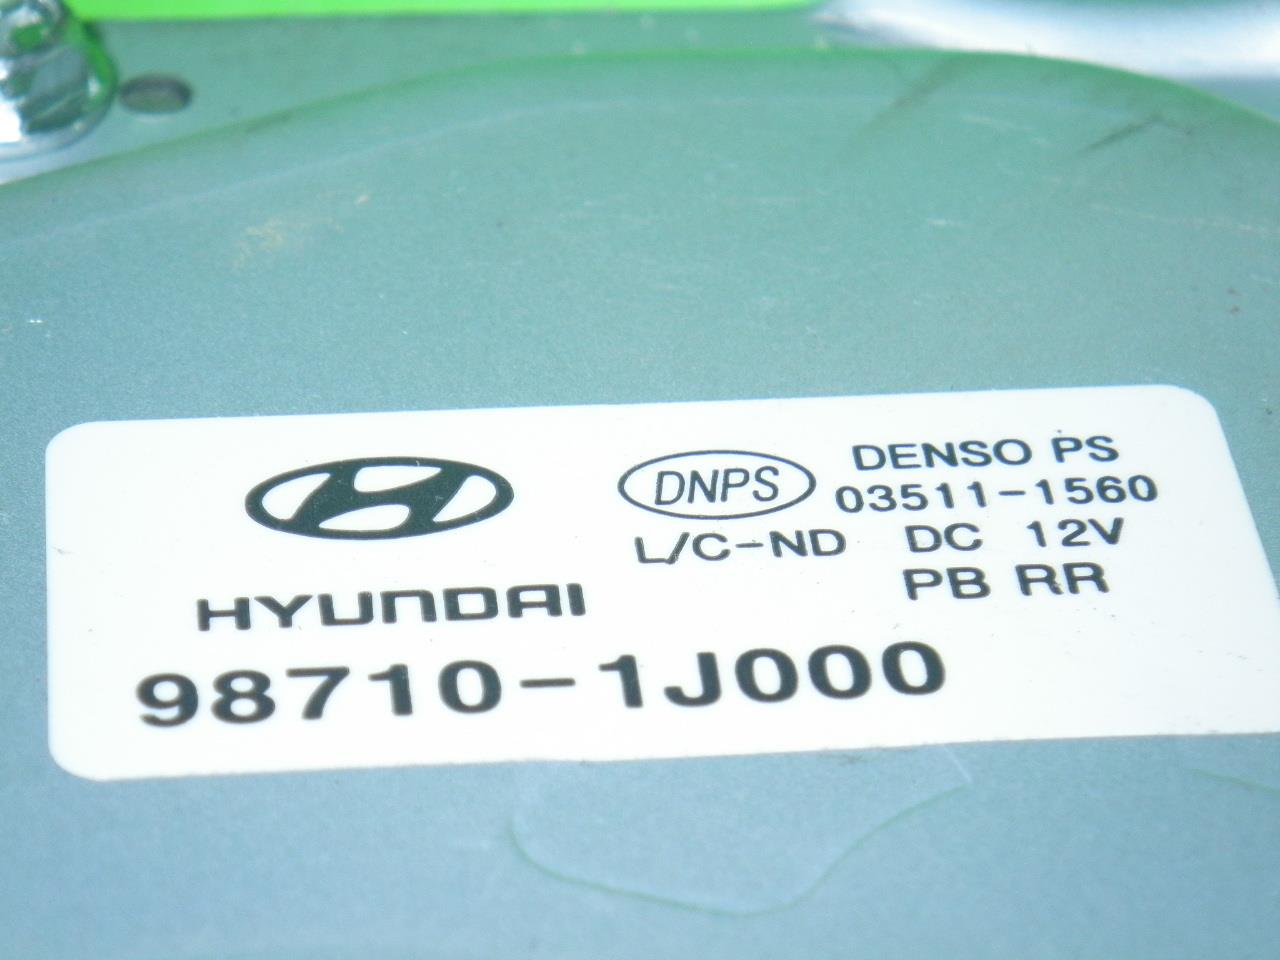 HYUNDAI
98710-1J000
DNPS
DENSO PS
03511-1560
L/C-ND DC 12V
PB RR